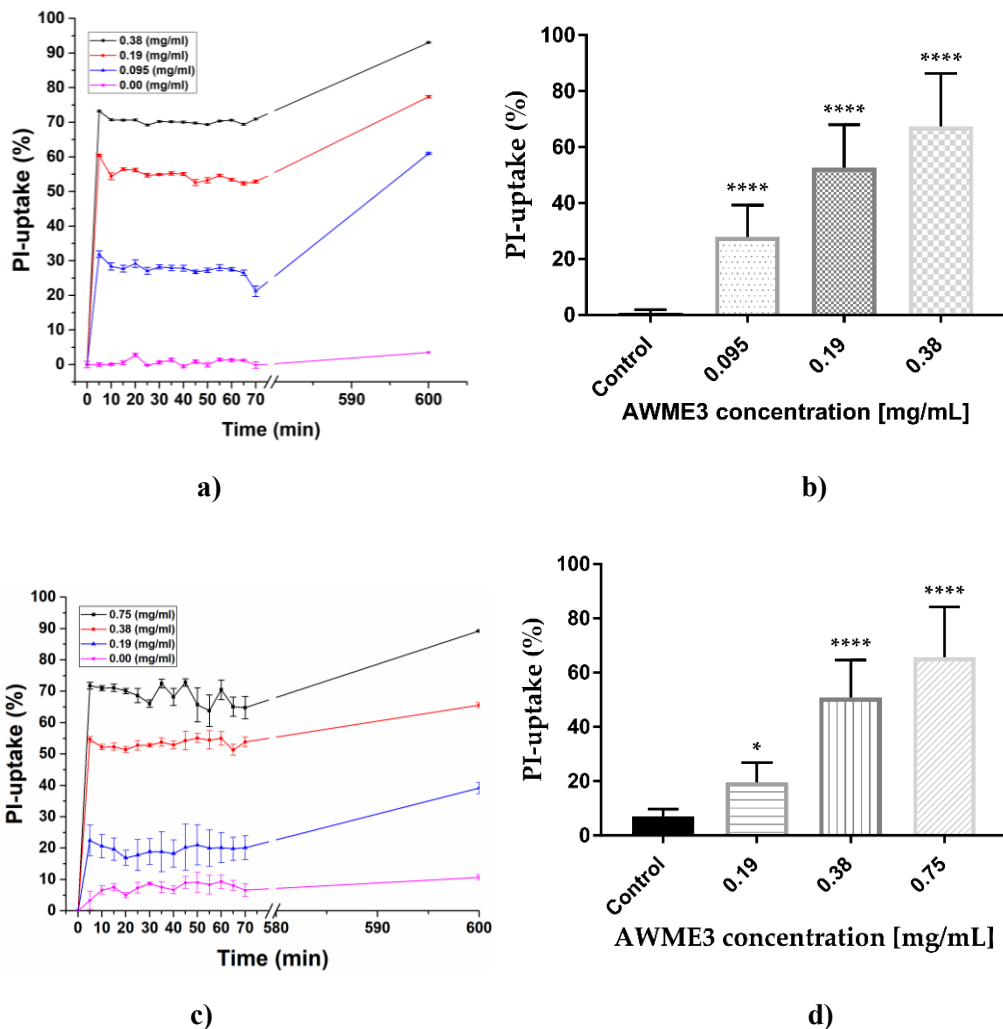 0.38 (mg/ml)
0.19 (mg/ml)
0.095 (mg/ml)
0.00 (mg/ml)
PI-uptake (%)
100
90
80
70
60
50
40
30
20
10
0
0 10 20 30 40 50 60 70 590 600
Time (min)
a)
PI-uptake (%)
100
80
60
40
20
0
**** **** ****
Control 0.095 0.19 0.38
AWME3 concentration [mg/mL]
b)
0.75 (mg/ml)
0.38 (mg/ml)
0.19 (mg/ml)
0.00 (mg/ml)
PI-uptake (%)
100
90
80
70
60
50
40
30
20
10
0
0 10 20 30 40 50 60 70 580 590 600
Time (min)
c)
PI-uptake (%)
100
80
60
40
20
0
* **** ****
Control 0.19 0.38 0.75
AWME3 concentration [mg/mL]
d)